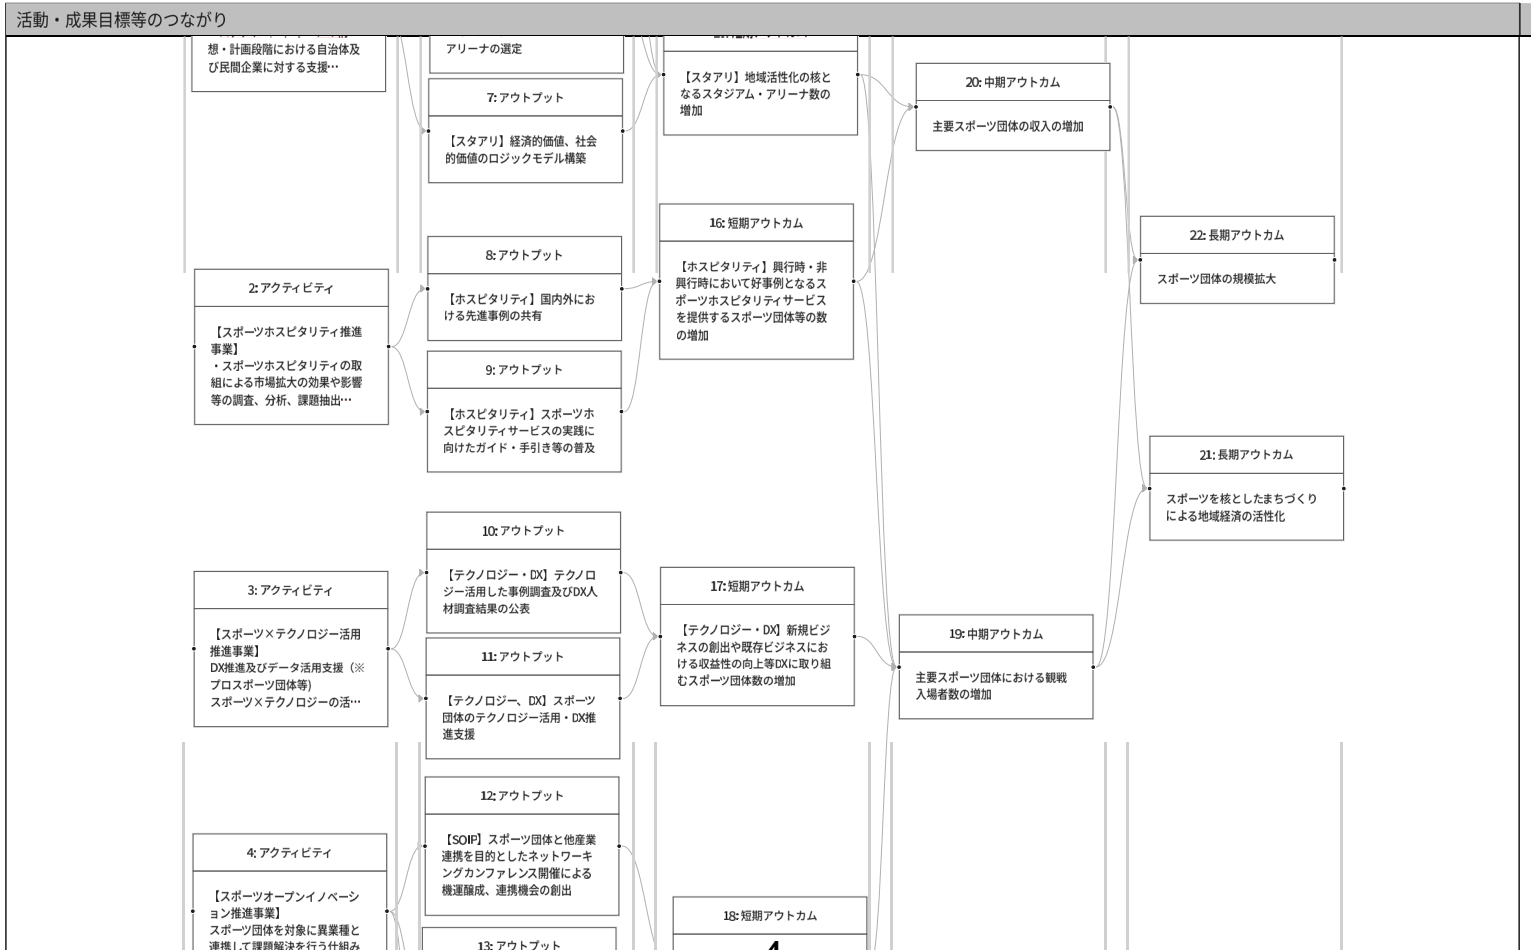 活動・成果目標等のつながり
想・計画段階における自治体及
び民間企業に対する支援…
アリーナの選定
7: アウトプット
【スタアリ】経済的価値、社会
的価値のロジックモデル構築
【スタアリ】地域活性化の核と
なるスタジアム・アリーナ数の
増加
20: 中期アウトカム
主要スポーツ団体の収入の増加
2: アクティビティ
【スポーツホスピタリティ推進
事業】
・スポーツホスピタリティの取
組による市場拡大の効果や影響
等の調査、分析、課題抽出…
8: アウトプット
【ホスピタリティ】国内外にお
ける先進事例の共有
9: アウトプット
【ホスピタリティ】スポーツホ
スピタリティサービスの実践に
向けたガイド・手引き等の普及
16: 短期アウトカム
【ホスピタリティ】興行時・非
興行時において好事例となるス
ポーツホスピタリティサービス
を提供するスポーツ団体等の数
の増加
22: 長期アウトカム
スポーツ団体の規模拡大
21: 長期アウトカム
スポーツを核としたまちづくり
による地域経済の活性化
3: アクティビティ
【スポーツ×テクノロジー活用
推進事業】
DX推進及びデータ活用支援（※
プロスポーツ団体等)
スポーツ×テクノロジーの活…
10: アウトプット
【テクノロジー・DX】テクノロ
ジー活用した事例調査及びDX人
材調査結果の公表
11: アウトプット
【テクノロジー、DX】スポーツ
団体のテクノロジー活用・DX推
進支援
17: 短期アウトカム
【テクノロジー・DX】新規ビジ
ネスの創出や既存ビジネスにお
ける収益性の向上等DXに取り組
むスポーツ団体数の増加
19: 中期アウトカム
主要スポーツ団体における観戦
入場者数の増加
4: アクティビティ
【スポーツオープンイノベーシ
ョン推進事業】
スポーツ団体を対象に異業種と
連携して課題解決を行う仕組み
12: アウトプット
【SOIP】スポーツ団体と他産業
連携を目的としたネットワーキ
ングカンファレンス開催による
機運醸成、連携機会の創出
13: アウトプット
18: 短期アウトカム